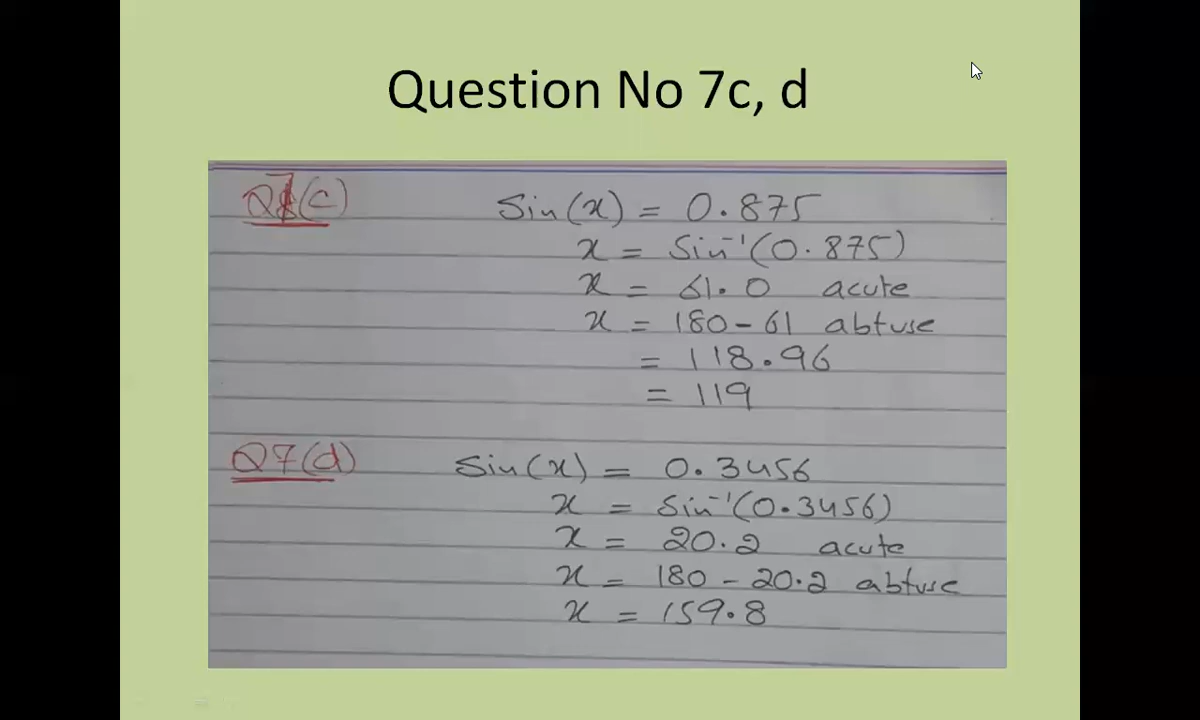 Question No 7c, d
Q7(c) Sin(x) = 0.875
x = Sin⁻¹(0.875)
x = 61.0 acute
x = 180 - 61 abtuse
= 118.96
= 119
Q7(d) Sin(x) = 0.3456
x = Sin⁻¹(0.3456)
x = 20.2 acute
x = 180 - 20.2 abtuse
x = 159.8